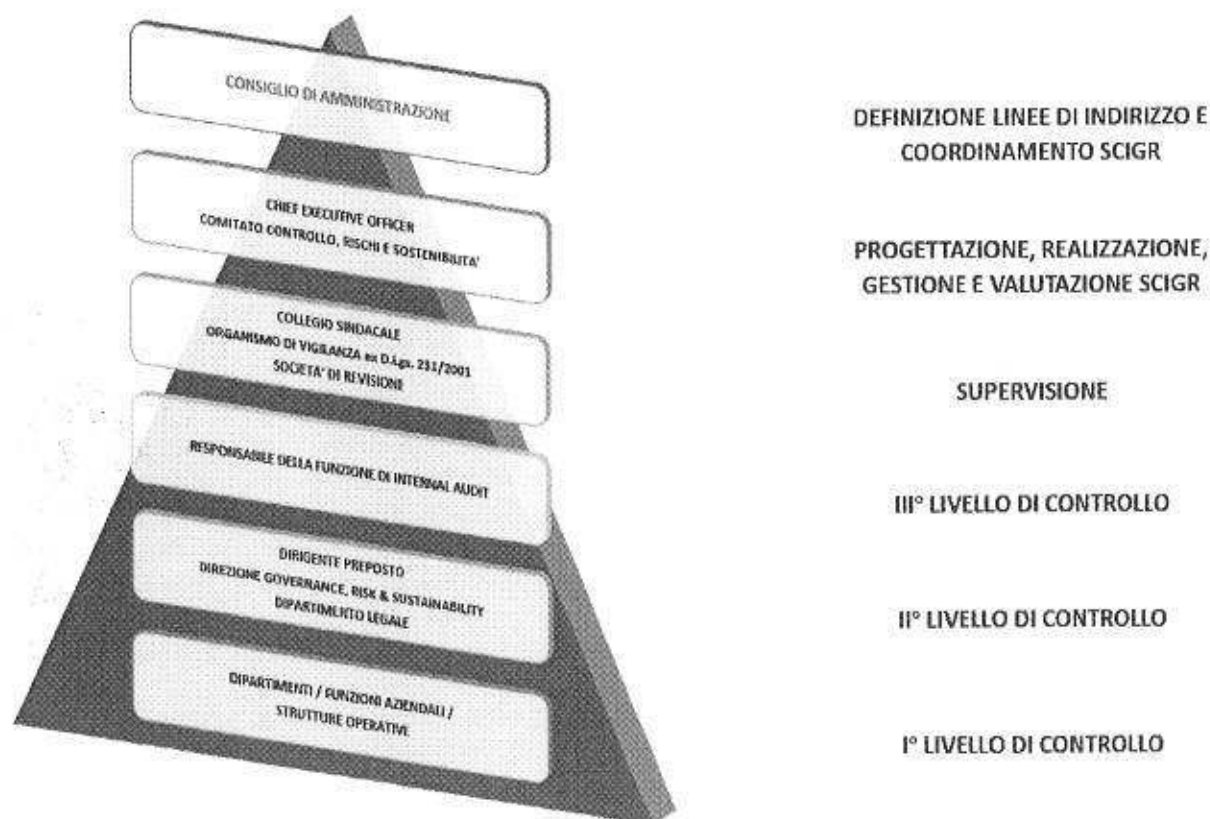 CONSIGLIO DI AMMINISTRAZIONE
DEFINIZIONE LINEE DI INDIRIZZO E
COORDINAMENTO SCIGR
CHIEF EXECUTIVE OFFICER
COMITATO CONTROLLO, RISCHI E SOSTENIBILITA'
PROGETTAZIONE, REALIZZAZIONE,
GESTIONE E VALUTAZIONE SCIGR
COLLEGIO SINDACALE
ORGANISMO DI VIGILANZA ex D.Lgs. 231/2001
SOCIETA' DI REVISIONE
SUPERVISIONE
RESPONSABILE DELLA FUNZIONE DI INTERNAL AUDIT
III° LIVELLO DI CONTROLLO
DIRIGENTE PREPOSTO
DIREZIONE GOVERNANCE, RISK & SUSTAINABILITY
DIPARTIMENTO LEGALE
II° LIVELLO DI CONTROLLO
DIPARTIMENTI / FUNZIONI AZIENDALI /
STRUTTURE OPERATIVE
I° LIVELLO DI CONTROLLO